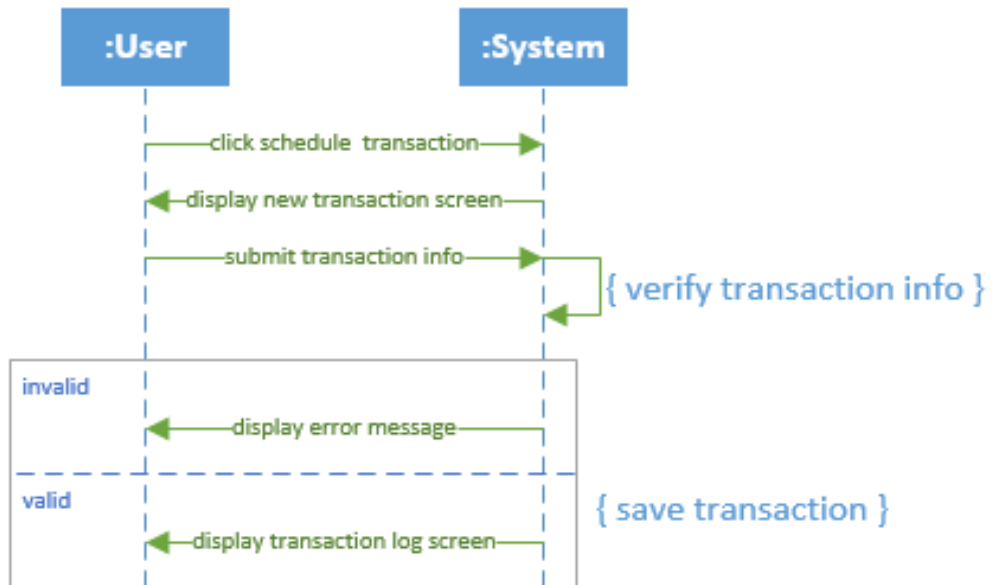 :User
:System
click schedule transaction
display new transaction screen
submit transaction info
{ verify transaction info }
invalid
display error message
valid
{ save transaction }
display transaction log screen